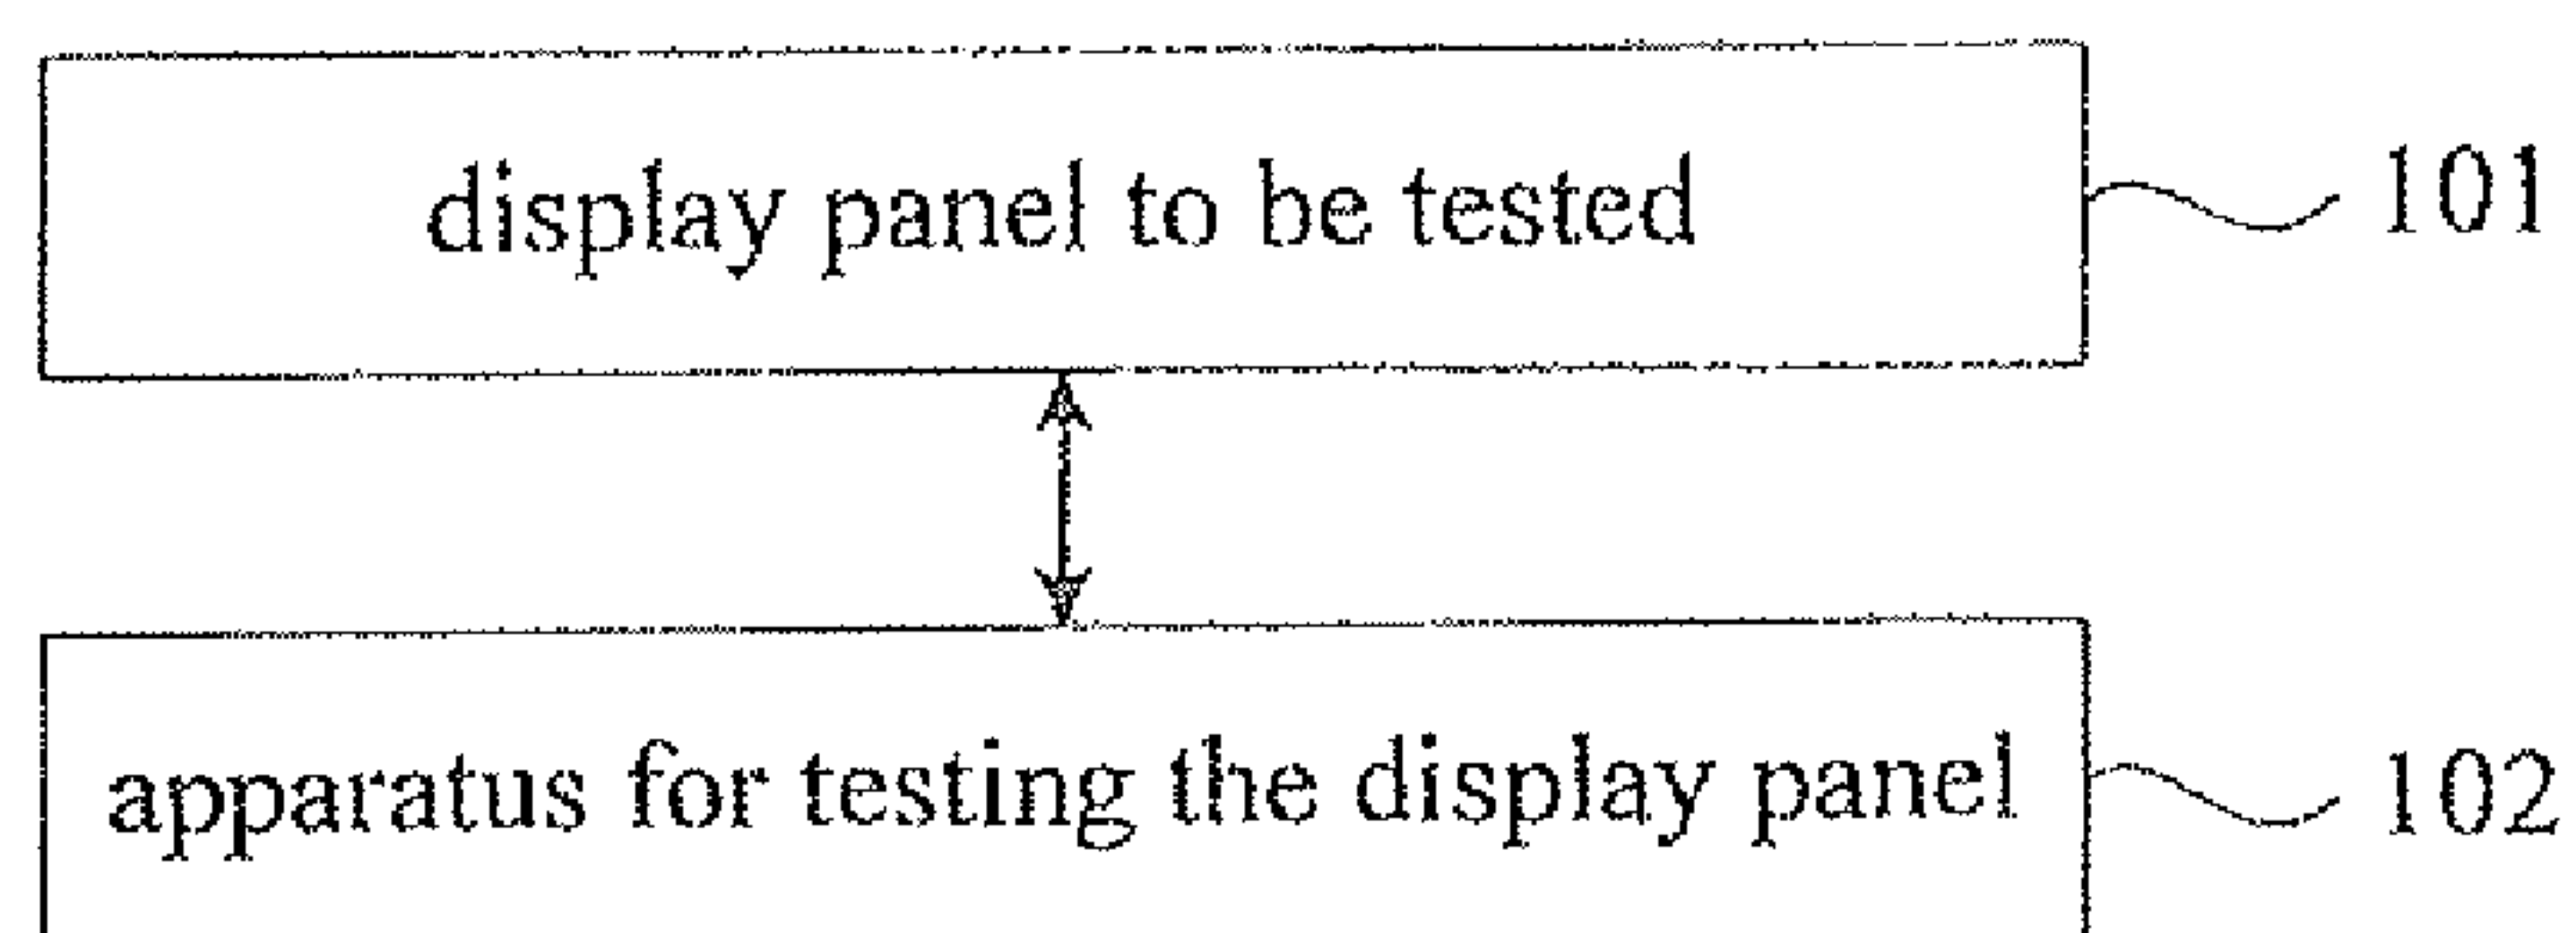 display panel to be tested
101
apparatus for testing the display panel
102